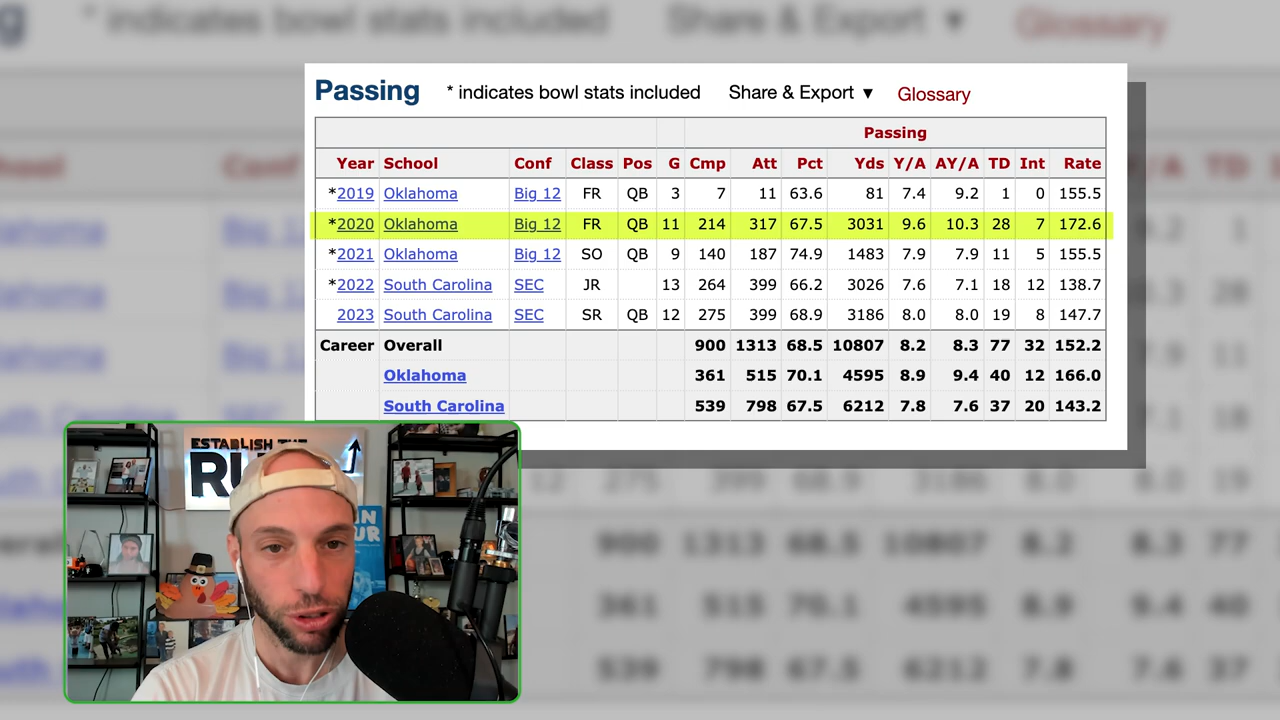 * indicates bowl stats included Share & Export ▼ Glossary
Passing * indicates bowl stats included Share & Export ▼ Glossary
Passing
Year School Conf Class Pos G Cmp Att Pct Yds Y/A AY/A TD Int Rate
*2019 Oklahoma Big 12 FR QB 3 7 11 63.6 81 7.4 9.2 1 0 155.5
*2020 Oklahoma Big 12 FR QB 11 214 317 67.5 3031 9.6 10.3 28 7 172.6
*2021 Oklahoma Big 12 SO QB 9 140 187 74.9 1483 7.9 7.9 11 5 155.5
*2022 South Carolina SEC JR 13 264 399 66.2 3026 7.6 7.1 18 12 138.7
2023 South Carolina SEC SR QB 12 275 399 68.9 3186 8.0 8.0 19 8 147.7
Career Overall 900 1313 68.5 10807 8.2 8.3 77 32 152.2
Oklahoma 361 515 70.1 4595 8.9 9.4 40 12 166.0
South Carolina 539 798 67.5 6212 7.8 7.6 37 20 143.2
ESTABLISH THE